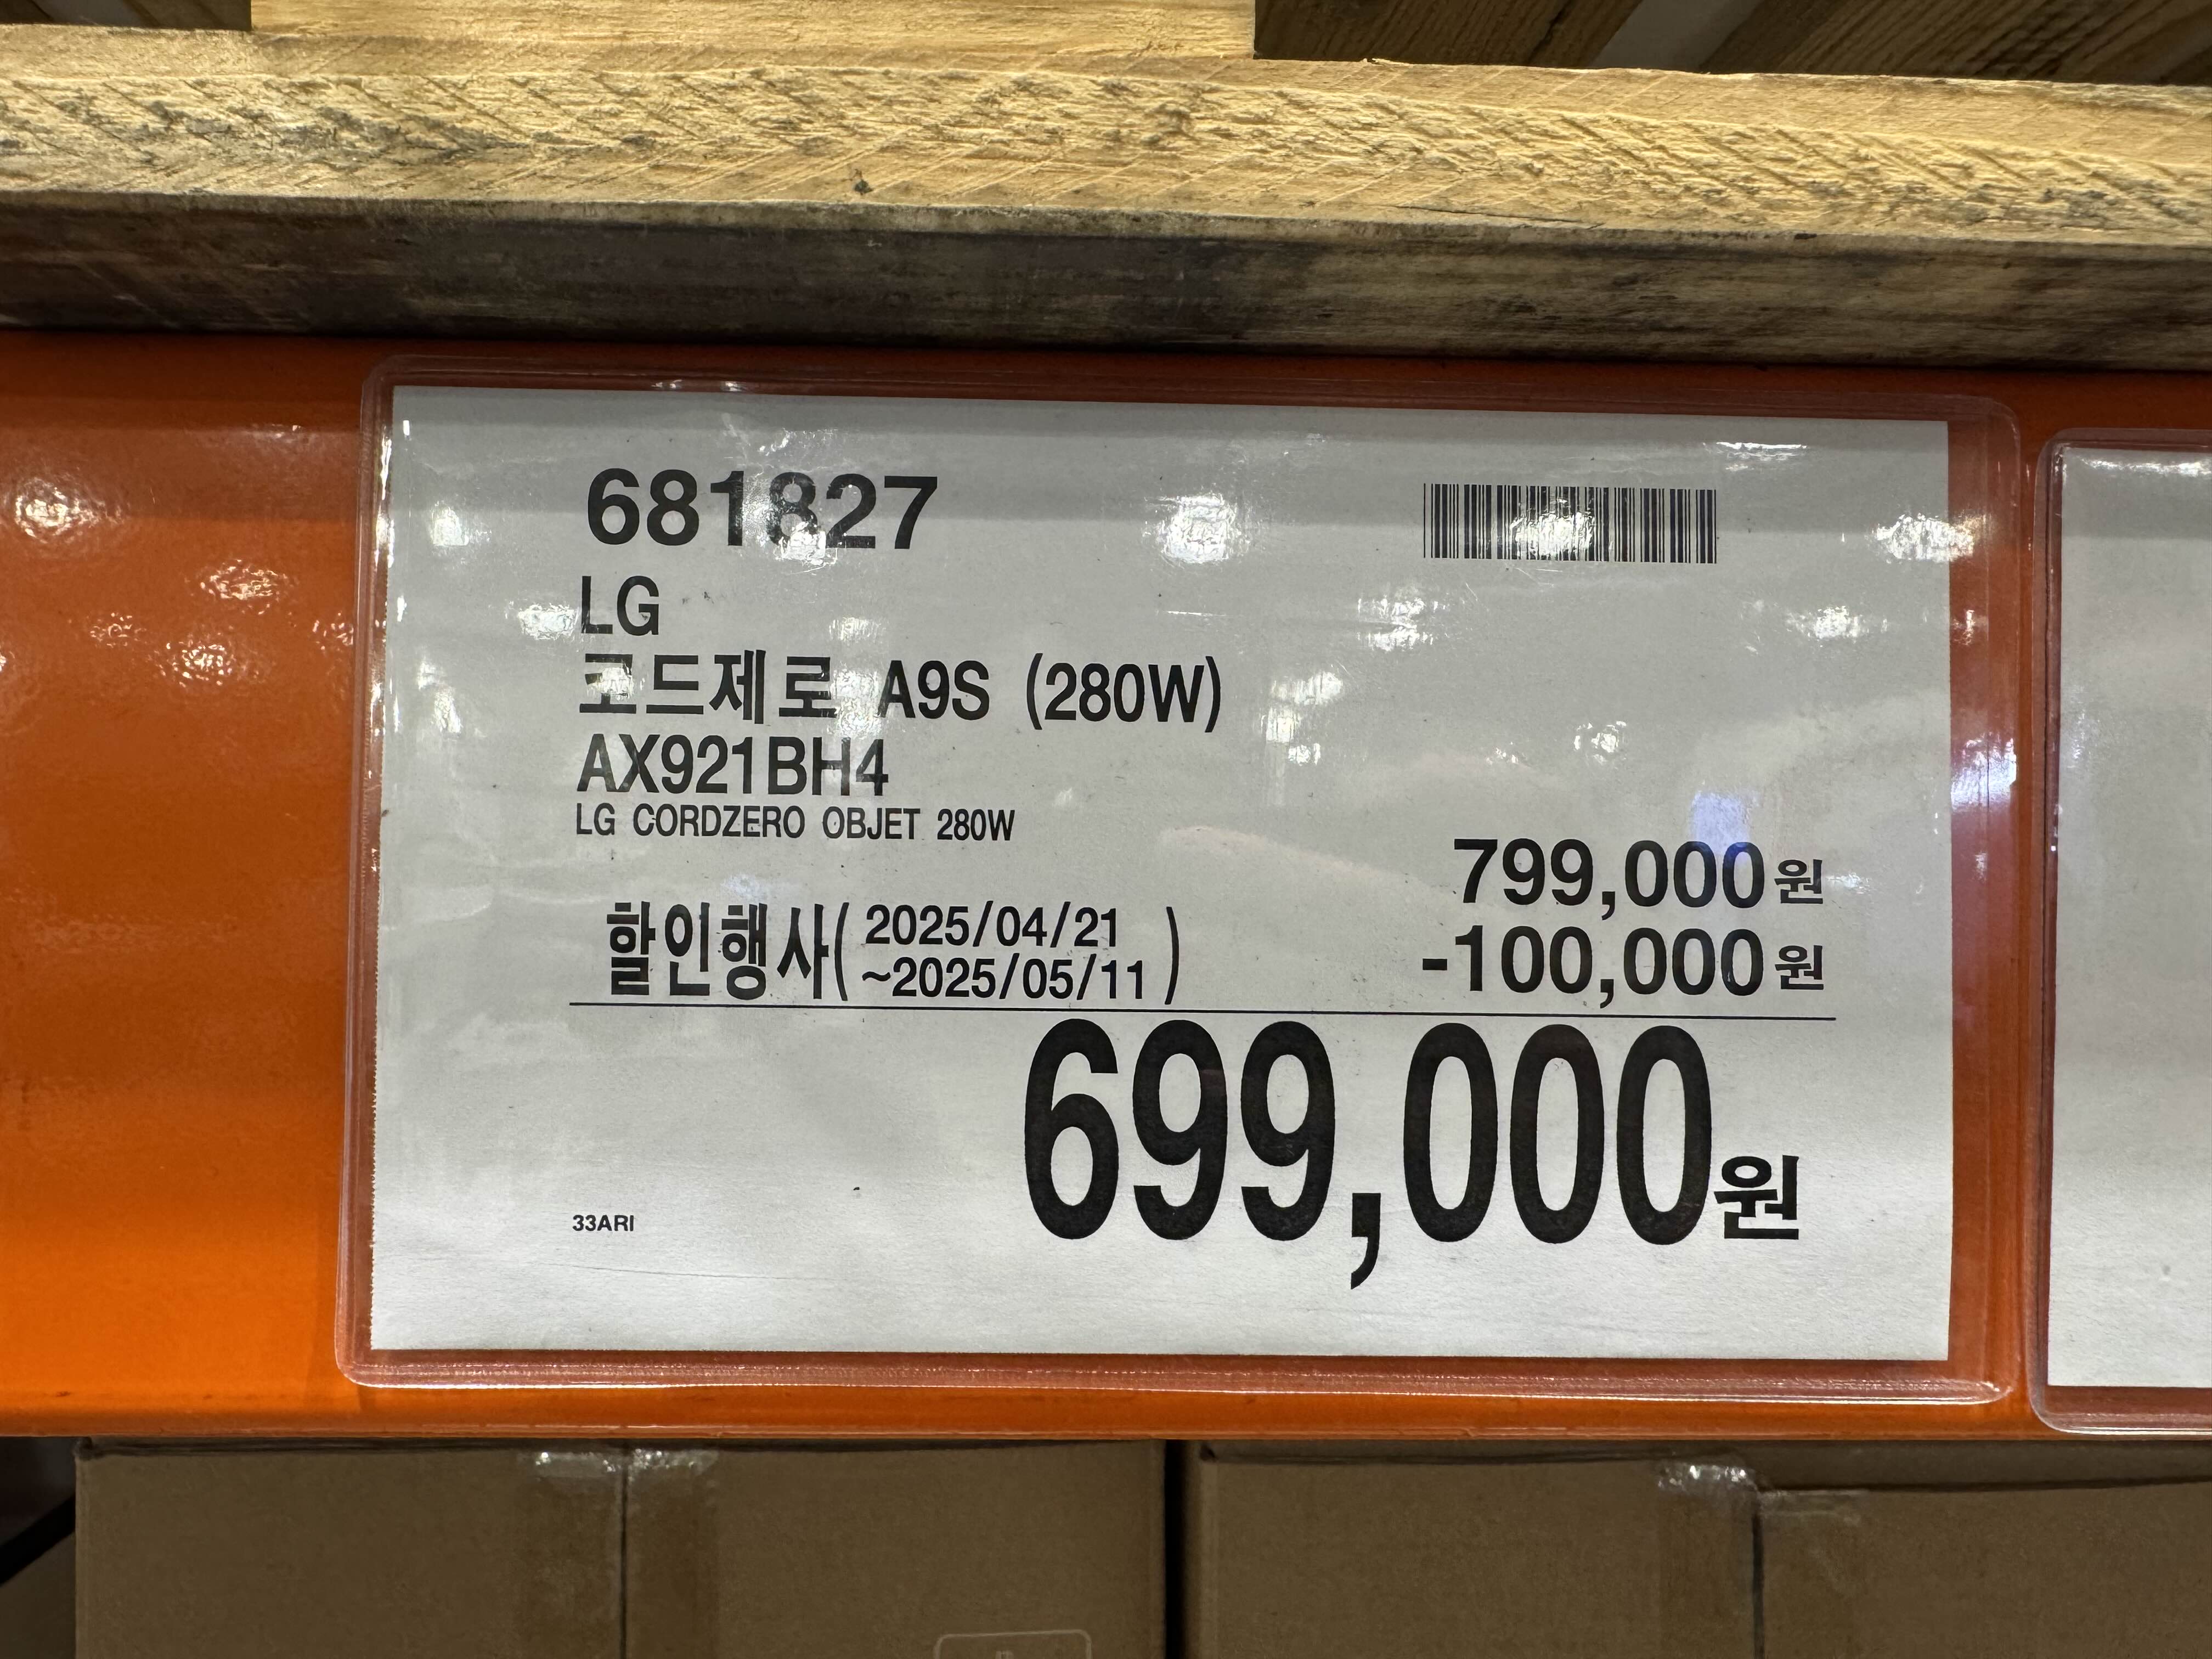 681827
LG
코드제로 A9S (280W)
AX921BH4
LG CORDZERO OBJET 280W
799,000원
할인행사( 2025/04/21 ~2025/05/11 ) -100,000원
699,000원
33ARI